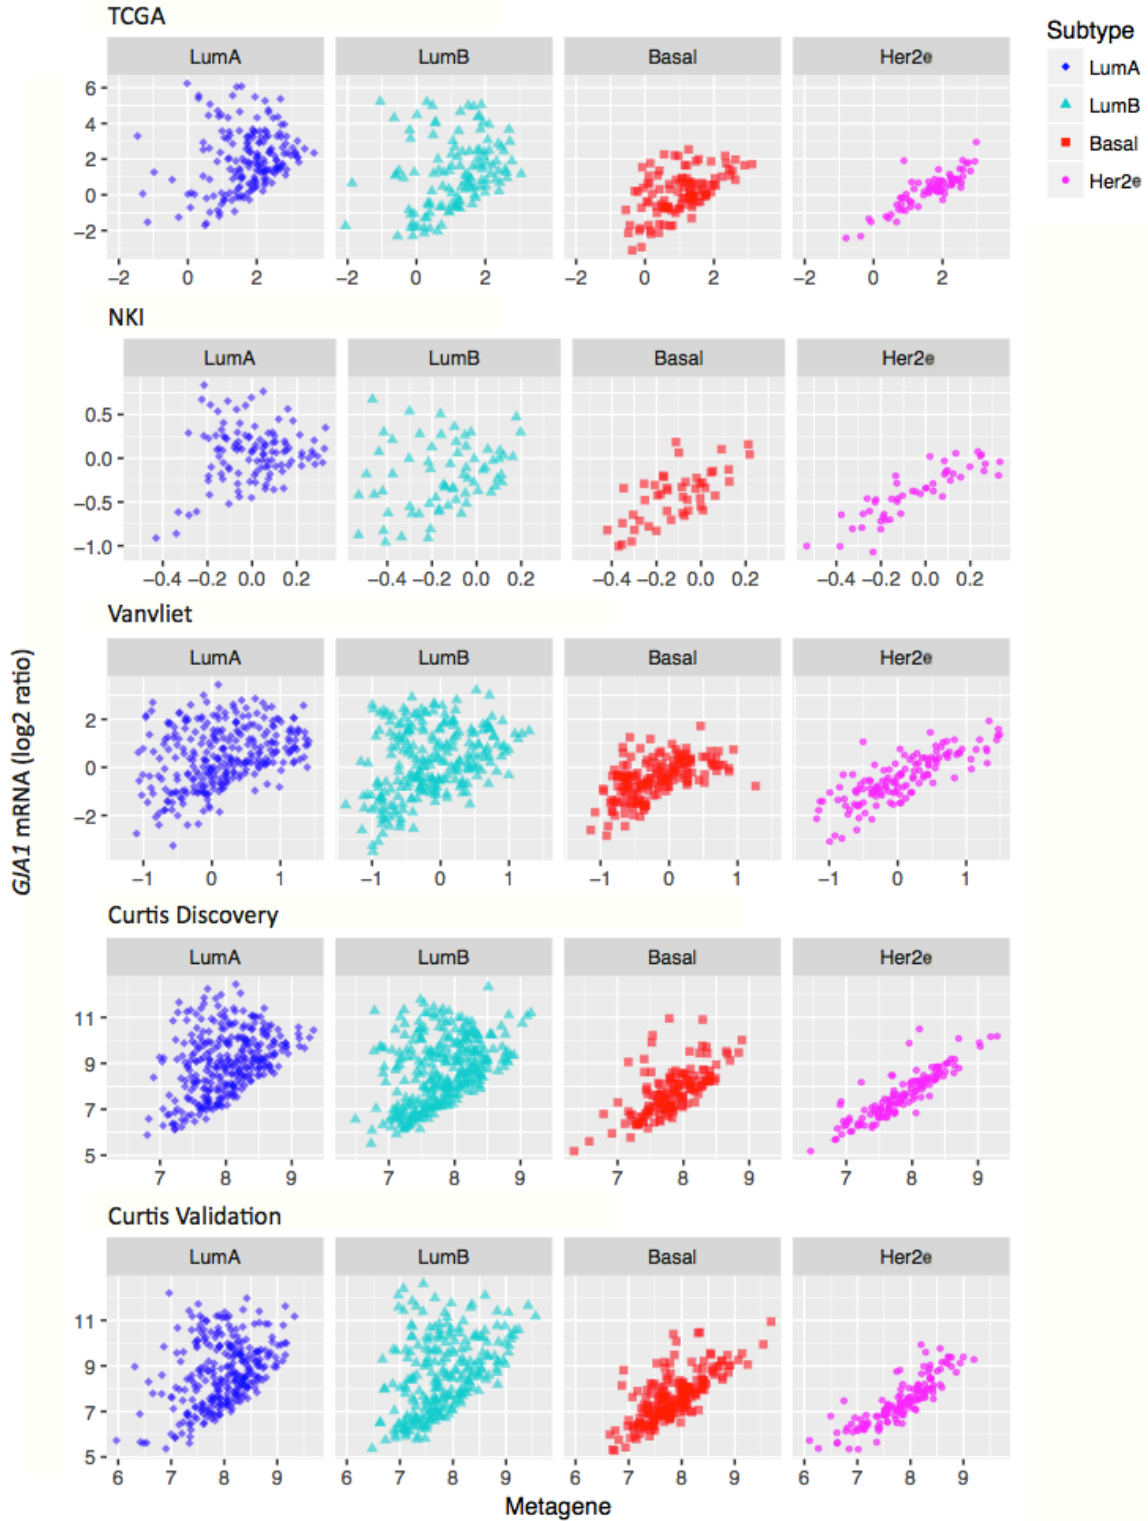 TCGA
Subtype
LumA
LumB
Basal
Her2e
LumA LumB Basal Her2e
6
4
2
0
−2
−2 0 2 −2 0 2 −2 0 2 −2 0 2
NKI
LumA LumB Basal Her2e
0.5
0.0
−0.5
−1.0
−0.4 −0.2 0.0 0.2 −0.4 −0.2 0.0 0.2 −0.4 −0.2 0.0 0.2 −0.4 −0.2 0.0 0.2
Vanvliet
LumA LumB Basal Her2e
2
0
−2
−1 0 1 −1 0 1 −1 0 1 −1 0 1
GJA1 mRNA (log2 ratio)
Curtis Discovery
LumA LumB Basal Her2e
11
9
7
5
7 8 9 7 8 9 7 8 9 7 8 9
Curtis Validation
LumA LumB Basal Her2e
11
9
7
5
6 7 8 9 6 7 8 9 6 7 8 9 6 7 8 9
Metagene